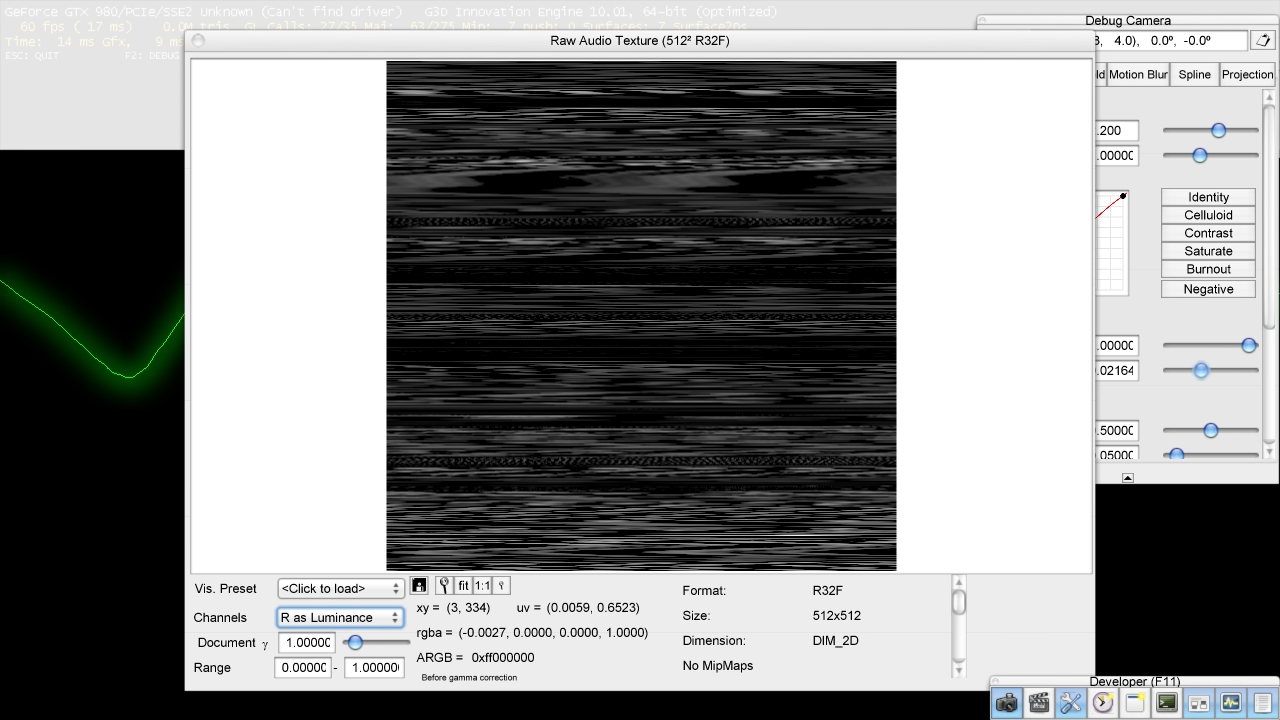 GeForce GTX 980/PCIe/SSE2 Unknown (Can't find driver)   G3D Innovation Engine 10.01, 64-bit (Optimized)
60 fps ( 17 ms)
Time: 14 ms Gfx, 9 ms
ESC: QUIT   F2: DEBUG
Debug Camera
Raw Audio Texture (512² R32F)
8, 4.0), 0.0º, -0.0º
ld Motion Blur Spline Projection
.200
.00000
Identity
Celluloid
Contrast
Saturate
Burnout
Negative
.00000
.02164
.50000
.05000
Vis. Preset <Click to load> fit 1:1
Format: R32F
xy = (3, 334) uv = (0.0059, 0.6523)
Channels R as Luminance
Size: 512x512
rgba = (-0.0027, 0.0000, 0.0000, 1.0000)
Document γ 1.00000
Dimension: DIM_2D
ARGB = 0xff000000
Range 0.00000 - 1.00000
No MipMaps
Before gamma correction
Developer (F11)